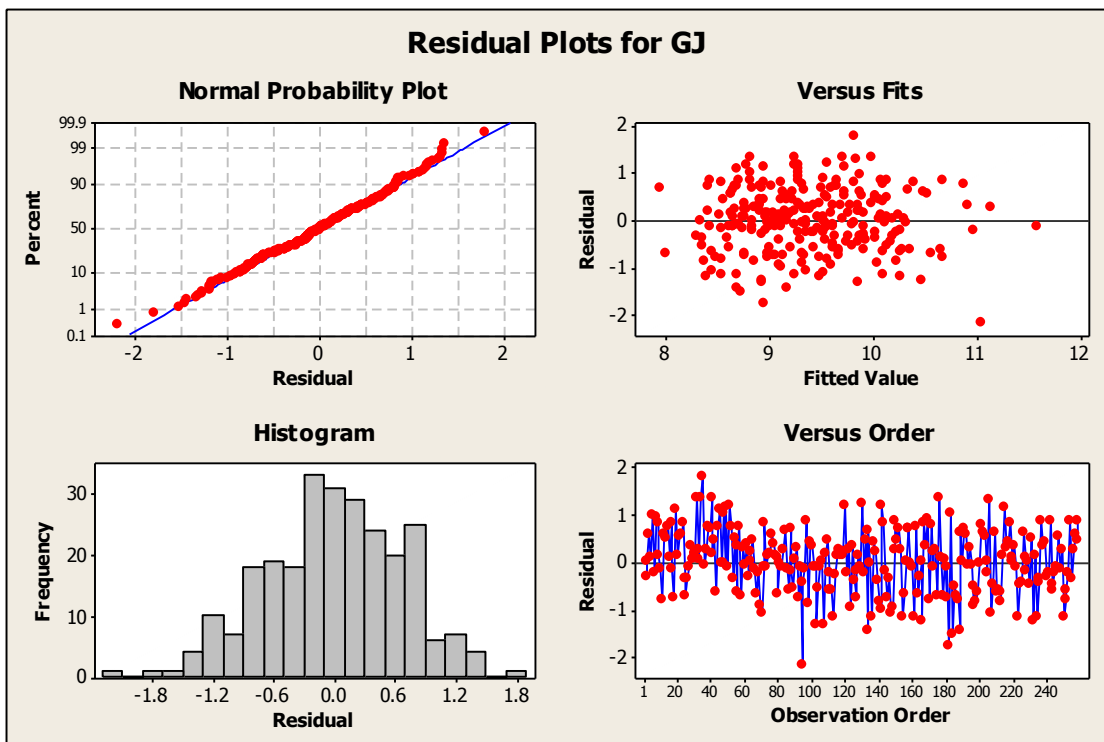 Residual Plots for GJ
Normal Probability Plot
99.9
99
90
50
10
1
0.1
Percent
-2 -1 0 1 2
Residual
Versus Fits
2
1
0
-1
-2
Residual
8 9 10 11 12
Fitted Value
Histogram
30
20
10
0
Frequency
-1.8 -1.2 -0.6 0.0 0.6 1.2 1.8
Residual
Versus Order
2
1
0
-1
-2
Residual
1 20 40 60 80 100 120 140 160 180 200 220 240
Observation Order